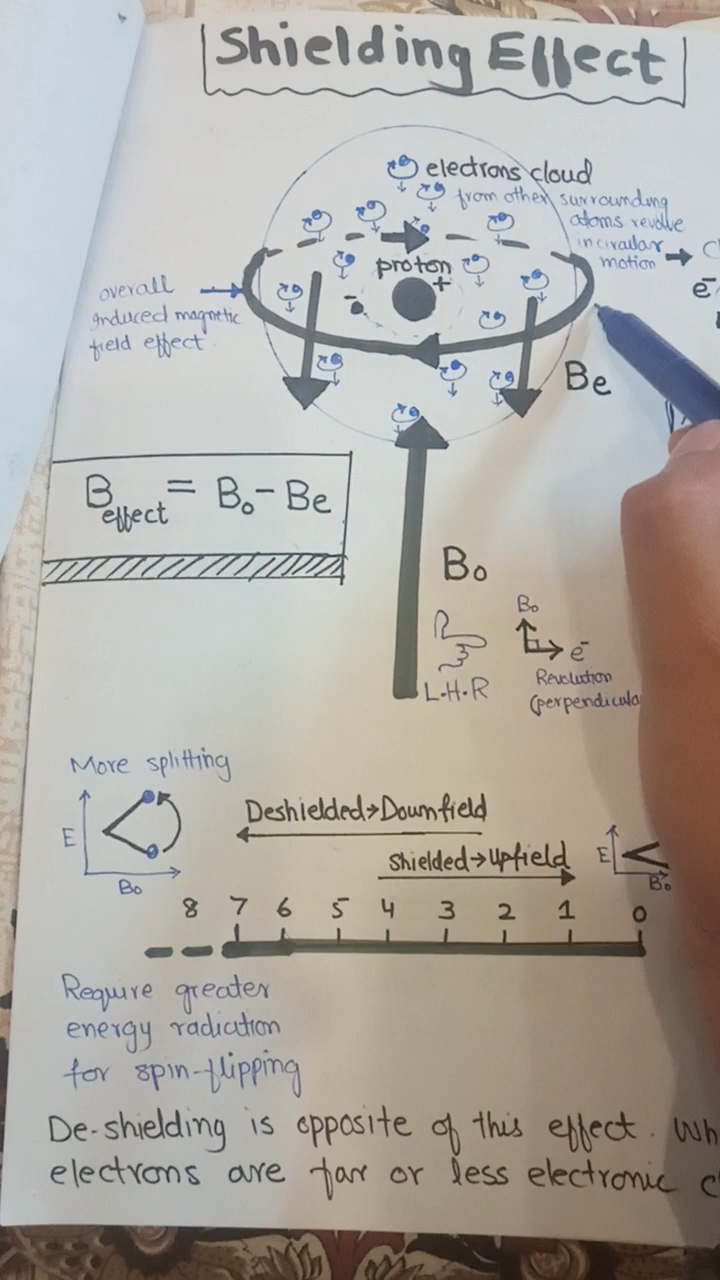 Shielding Effect
electrons cloud
from other surrounding
atoms revolve
in circular
motion
e⁻
proton
+
-
overall
induced magnetic
field effect
Be
B effect = B₀ - Be
B₀
L.H.R
B₀
e⁻
Revolution
More splitting
E
B₀
Deshielded→Downfield
Shielded→Upfield
E
B₀
8 7 6 5 4 3 2 1 0
Require greater
energy radiation
for spin-flipping
De-shielding is opposite of this effect.
electrons are far or less electronic